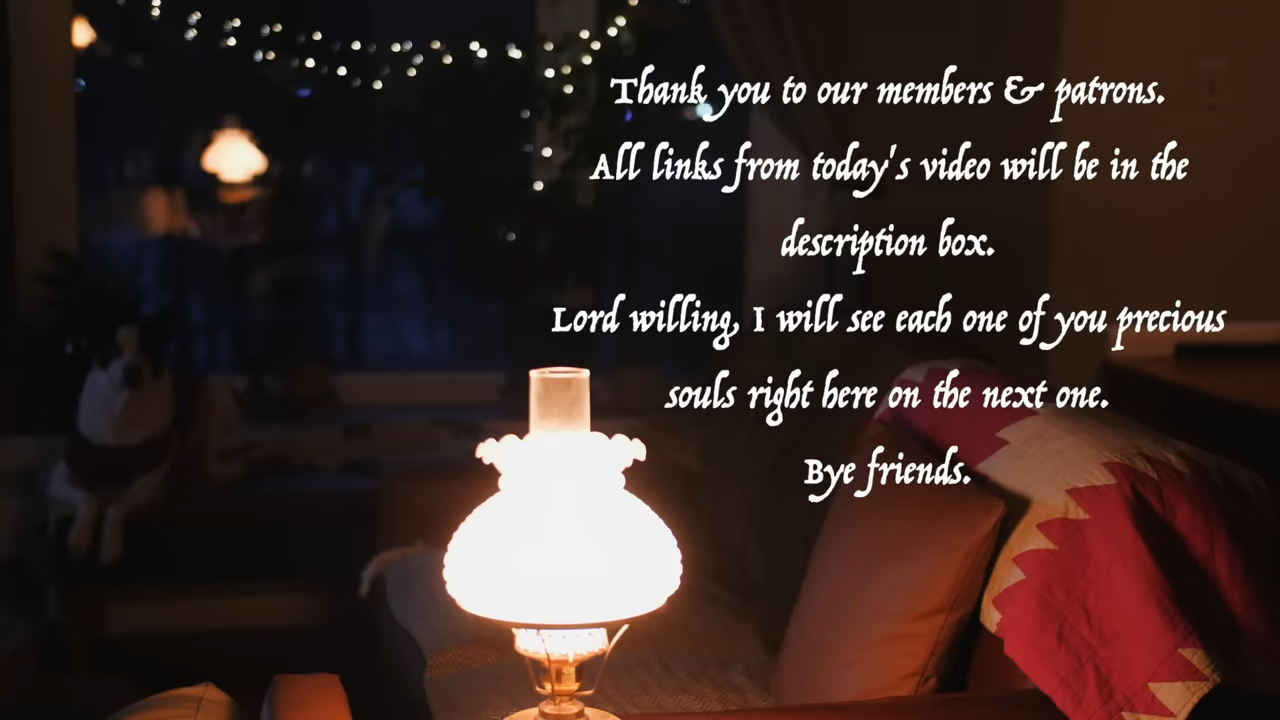 Thank you to our members & patrons.
All links from today's video will be in the
description box.
Lord willing, I will see each one of you precious
souls right here on the next one.
Bye friends.